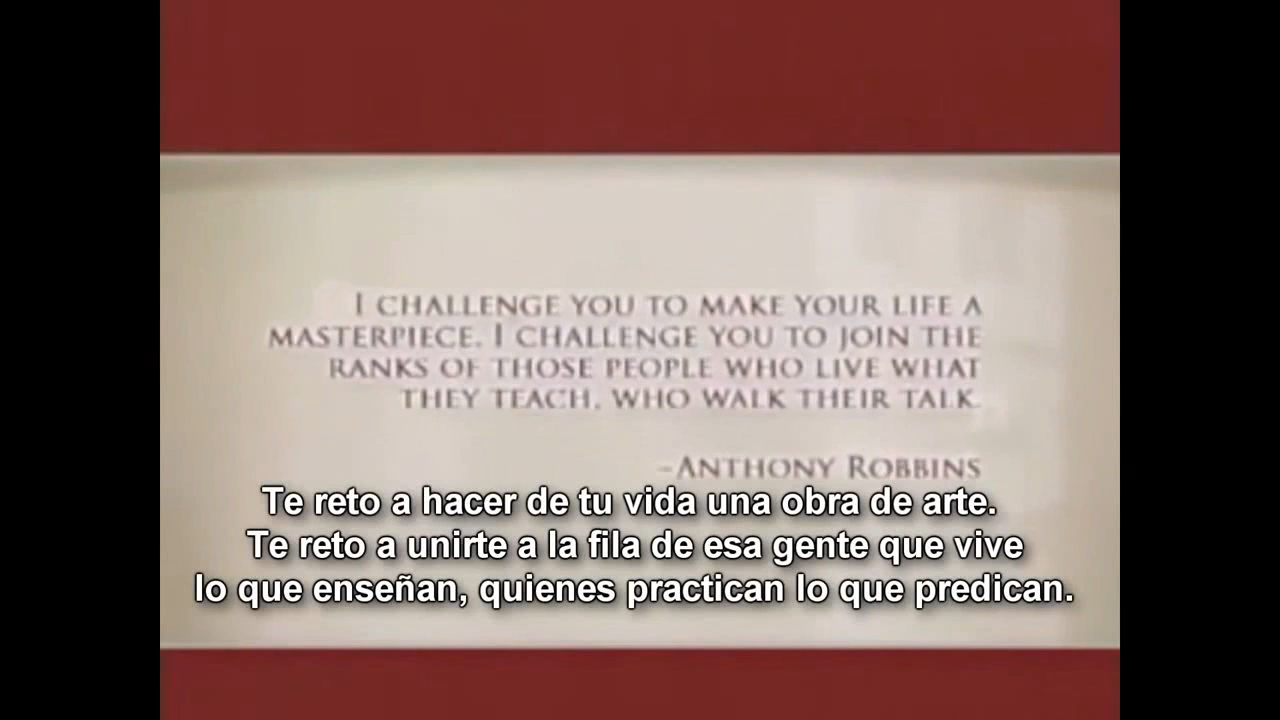 I CHALLENGE YOU TO MAKE YOUR LIFE A
MASTERPIECE. I CHALLENGE YOU TO JOIN THE
RANKS OF THOSE PEOPLE WHO LIVE WHAT
THEY TEACH, WHO WALK THEIR TALK.
-ANTHONY ROBBINS
Te reto a hacer de tu vida una obra de arte.
Te reto a unirte a la fila de esa gente que vive
lo que enseñan, quienes practican lo que predican.